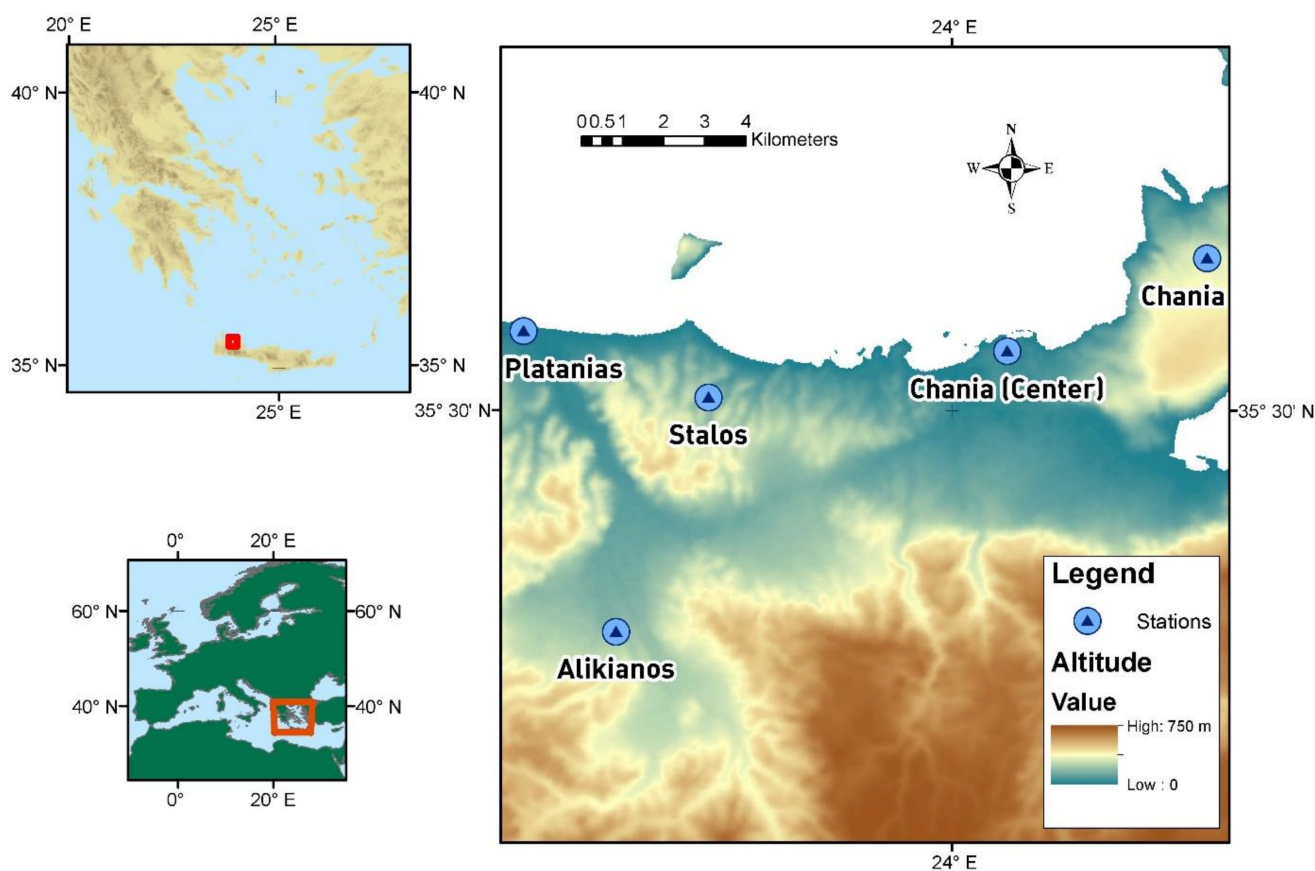 20° E 25° E
40° N 40° N
35° N 35° N
25° E
0° 20° E
60° N 60° N
40° N 40° N
0° 20° E
24° E
0 0.5 1 2 3 4
Kilometers
N
W E
S
Chania
Platanias
Chania (Center)
35° 30' N 35° 30' N
Stalos
Alikianos
Legend
Stations
Altitude
Value
High: 750 m
Low : 0
24° E